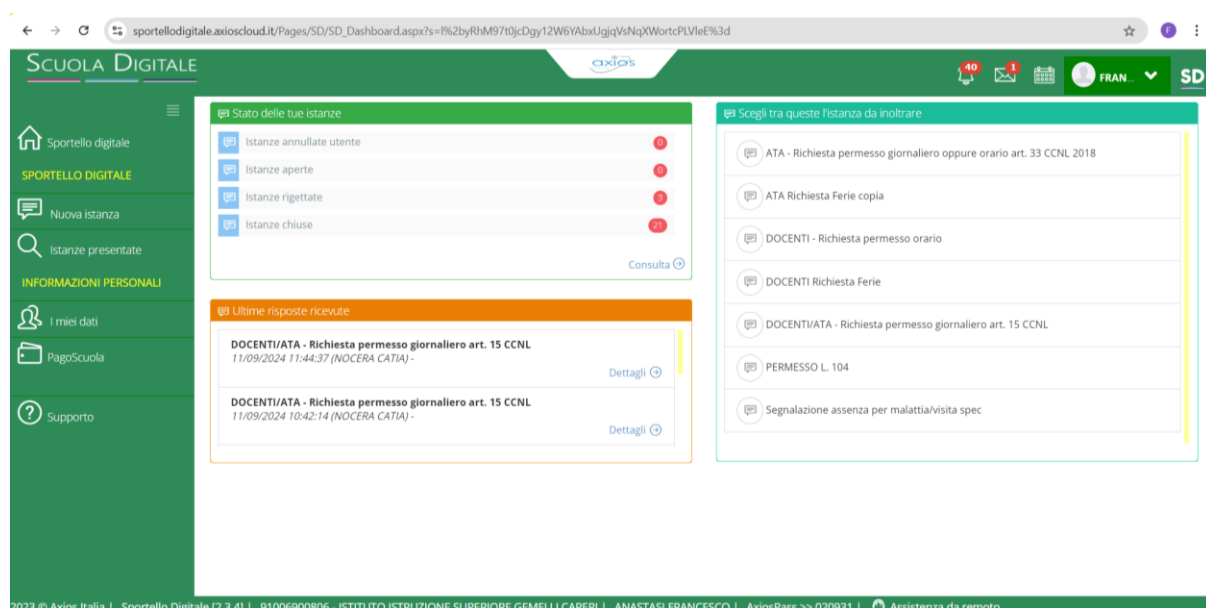 sportellodigitale.axioscloud.it/Pages/SD/SD_Dashboard.aspx?s=I%62byRhM97t0jcDgy12W6YAbxUgjqVsNqXWortcPLVleE%3d
F
SCUOLA DIGITALE
axios
40
1
FRAN...
SD
Sportello digitale
SPORTELLO DIGITALE
Nuova istanza
Istanze presentate
INFORMAZIONI PERSONALI
I miei dati
PagoScuola
Supporto
Stato delle tue istanze
Istanze annullate utente 0
Istanze aperte 0
Istanze rigettate 3
Istanze chiuse 21
Consulta
Ultime risposte ricevute
DOCENTI/ATA - Richiesta permesso giornaliero art. 15 CCNL
11/09/2024 11:44:37 (NOCERA CATIA) -
Dettagli
DOCENTI/ATA - Richiesta permesso giornaliero art. 15 CCNL
11/09/2024 10:42:14 (NOCERA CATIA) -
Dettagli
Scegli tra queste l'istanza da inoltrare
ATA - Richiesta permesso giornaliero oppure orario art. 33 CCNL 2018
ATA Richiesta Ferie copia
DOCENTI - Richiesta permesso orario
DOCENTI Richiesta Ferie
DOCENTI/ATA - Richiesta permesso giornaliero art. 15 CCNL
PERMESSO L. 104
Segnalazione assenza per malattia/visita spec
2023 © Axios Italia | Sportello Digitale [2.3.4] | 91006900806 - ISTITUTO ISTRUZIONE SUPERIORE GEMELLI CARERI | ANASTASI FRANCESCO | AxiosPass >> 020931 | Assistenza da remoto